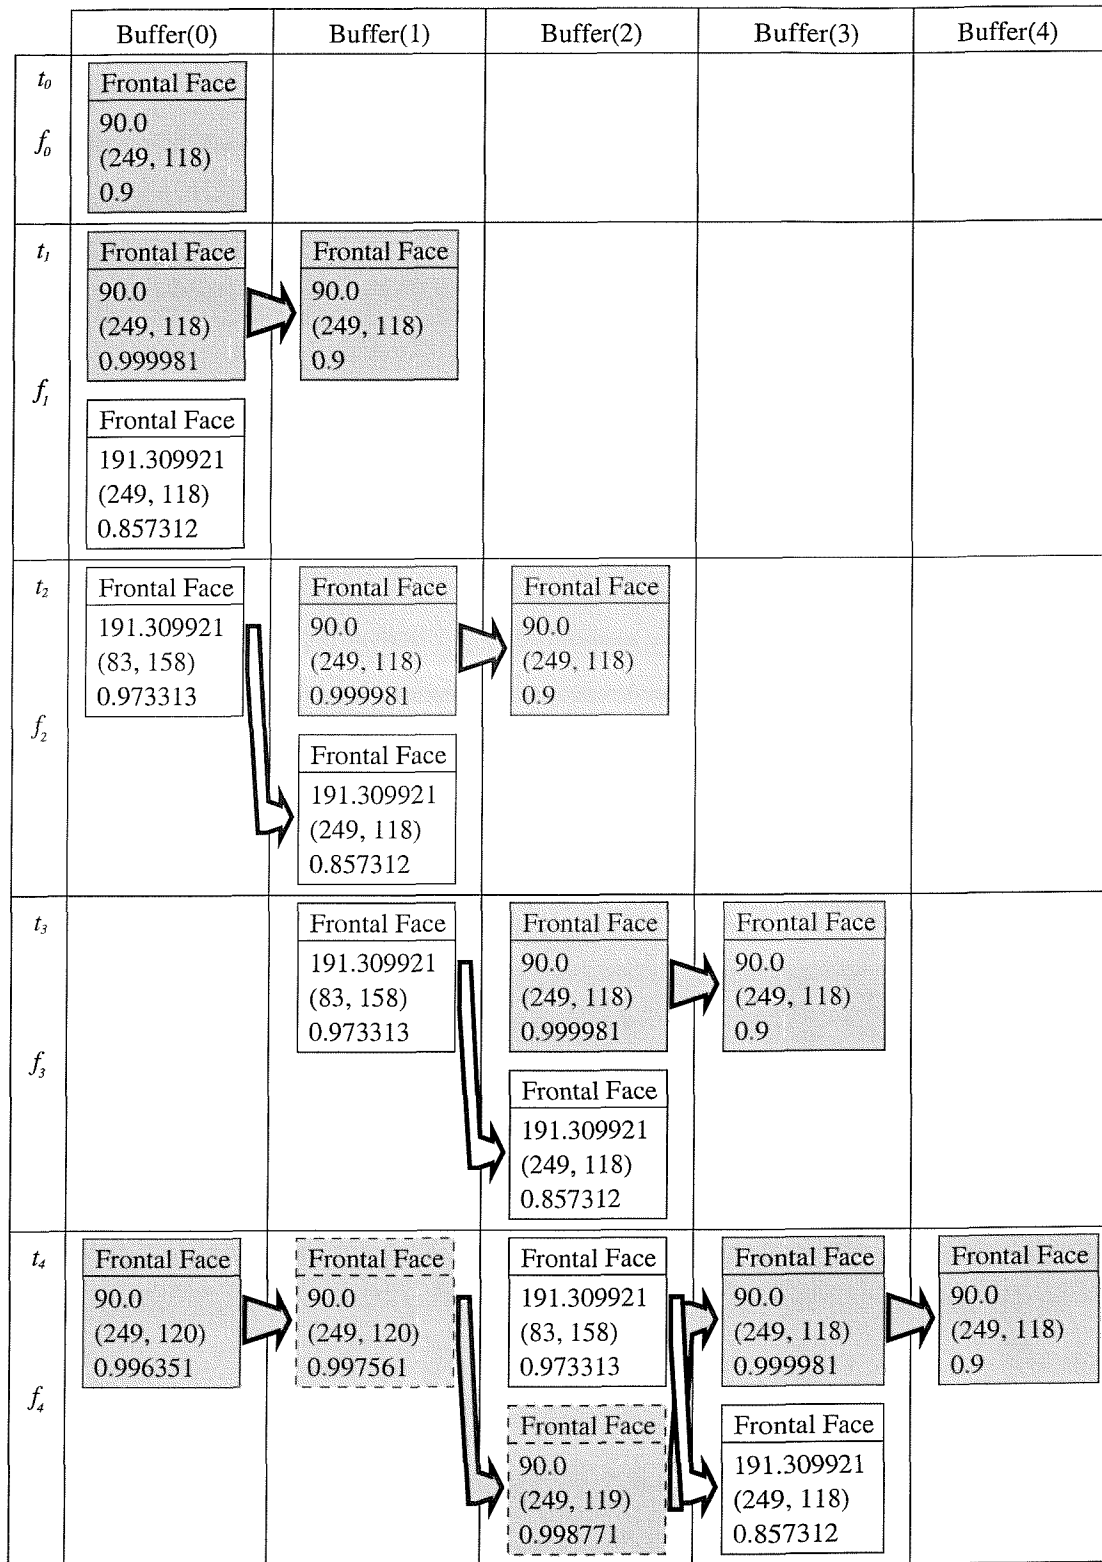 Buffer(0) Buffer(1) Buffer(2) Buffer(3) Buffer(4)
t0
f0
Frontal Face
90.0
(249, 118)
0.9
t1
f1
Frontal Face
90.0
(249, 118)
0.999981
Frontal Face
191.309921
(249, 118)
0.857312
Frontal Face
90.0
(249, 118)
0.9
t2
f2
Frontal Face
191.309921
(83, 158)
0.973313
Frontal Face
90.0
(249, 118)
0.999981
Frontal Face
191.309921
(249, 118)
0.857312
Frontal Face
90.0
(249, 118)
0.9
t3
f3
Frontal Face
191.309921
(83, 158)
0.973313
Frontal Face
90.0
(249, 118)
0.999981
Frontal Face
191.309921
(249, 118)
0.857312
Frontal Face
90.0
(249, 118)
0.9
t4
f4
Frontal Face
90.0
(249, 120)
0.996351
Frontal Face
90.0
(249, 120)
0.997561
Frontal Face
191.309921
(83, 158)
0.973313
Frontal Face
90.0
(249, 119)
0.998771
Frontal Face
90.0
(249, 118)
0.999981
Frontal Face
191.309921
(249, 118)
0.857312
Frontal Face
90.0
(249, 118)
0.9